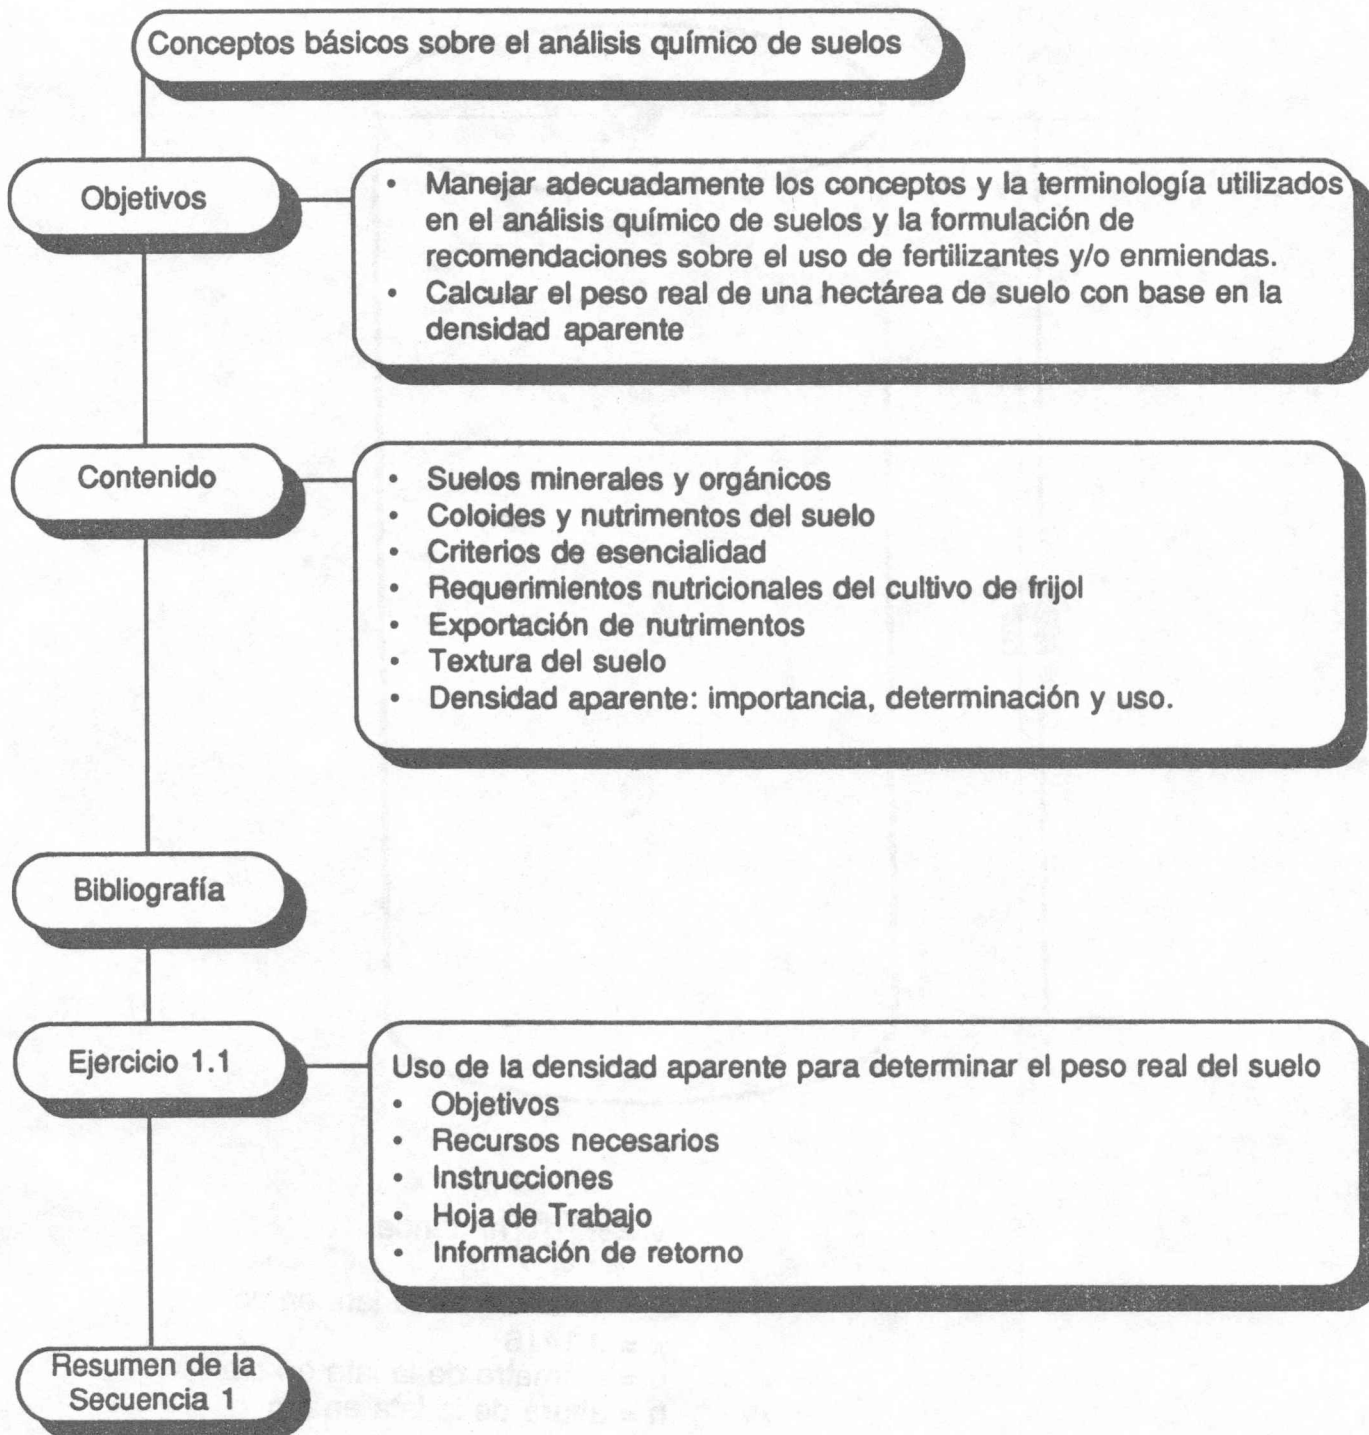 Conceptos básicos sobre el análisis químico de suelos
Objetivos
• Manejar adecuadamente los conceptos y la terminología utilizados
en el análisis químico de suelos y la formulación de
recomendaciones sobre el uso de fertilizantes y/o enmiendas.
• Calcular el peso real de una hectárea de suelo con base en la
densidad aparente
Contenido
• Suelos minerales y orgánicos
• Coloides y nutrimentos del suelo
• Criterios de esencialidad
• Requerimientos nutricionales del cultivo de frijol
• Exportación de nutrimentos
• Textura del suelo
• Densidad aparente: importancia, determinación y uso.
Bibliografía
Ejercicio 1.1
Uso de la densidad aparente para determinar el peso real del suelo
• Objetivos
• Recursos necesarios
• Instrucciones
• Hoja de Trabajo
• Información de retorno
Resumen de la
Secuencia 1